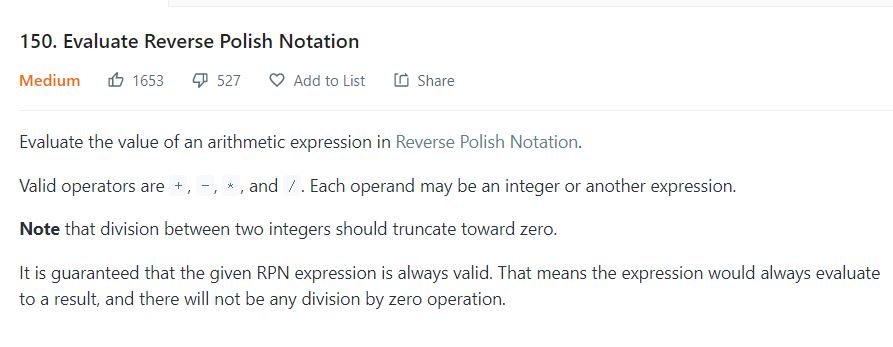 150. Evaluate Reverse Polish Notation
Medium 1653 527 Add to List Share
Evaluate the value of an arithmetic expression in Reverse Polish Notation.
Valid operators are +, -, *, and /. Each operand may be an integer or another expression.
Note that division between two integers should truncate toward zero.
It is guaranteed that the given RPN expression is always valid. That means the expression would always evaluate
to a result, and there will not be any division by zero operation.